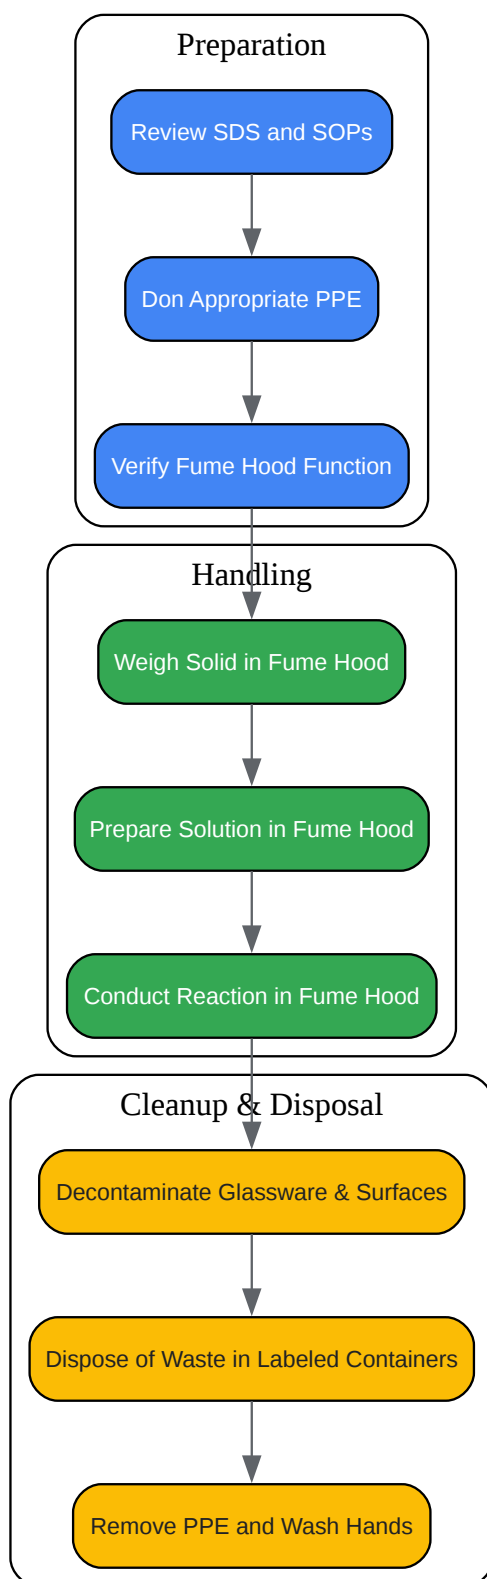 Preparation
Review SDS and SOPs
Don Appropriate PPE
Verify Fume Hood Function
Handling
Weigh Solid in Fume Hood
Prepare Solution in Fume Hood
Conduct Reaction in Fume Hood
Cleanup & Disposal
Decontaminate Glassware & Surfaces
Dispose of Waste in Labeled Containers
Remove PPE and Wash Hands